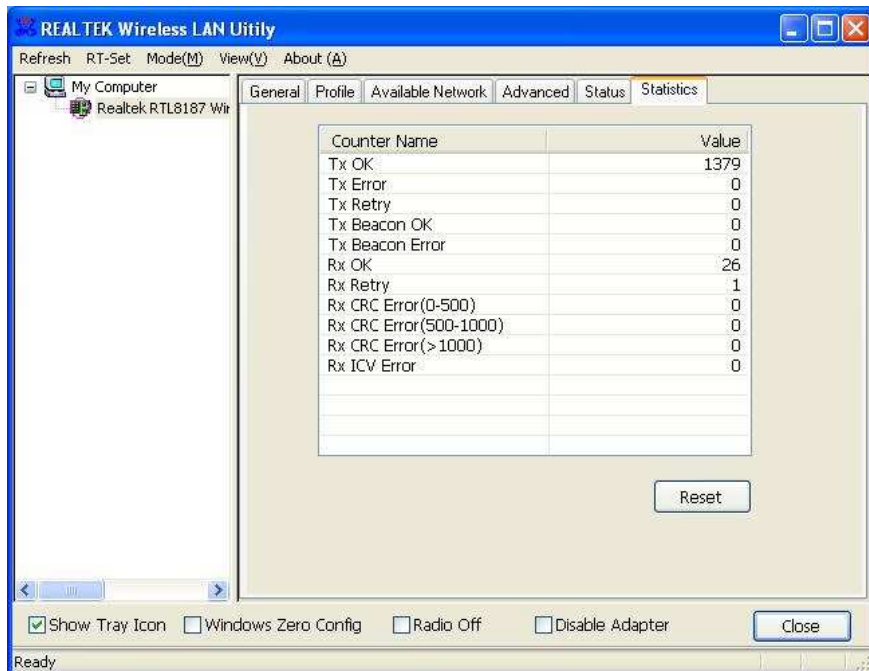 REALTEK Wireless LAN Uitily
Refresh RT-Set Mode(M) View(V) About (A)
My Computer
Realtek RTL8187 Wir
General Profile Available Network Advanced Status Statistics
Counter Name Value
Tx OK 1379
Tx Error 0
Tx Retry 0
Tx Beacon OK 0
Tx Beacon Error 0
Rx OK 26
Rx Retry 1
Rx CRC Error(0-500) 0
Rx CRC Error(500-1000) 0
Rx CRC Error(>1000) 0
Rx ICV Error 0
Reset
Show Tray Icon Windows Zero Config Radio Off Disable Adapter Close
Ready